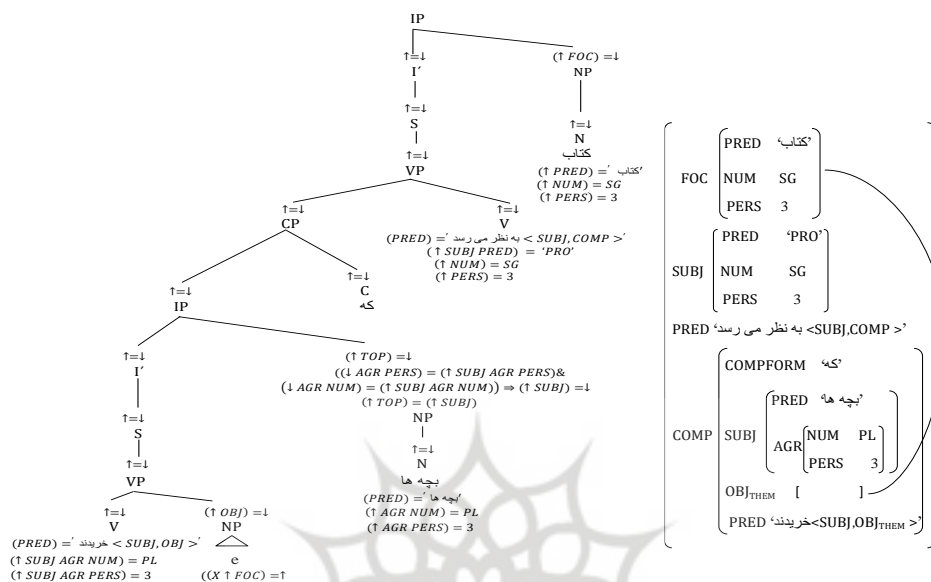 IP
↑=↓
I′
(↑ FOC) =↓
NP
↑=↓
S
↑=↓
N
کتاب
(↑ PRED) =' کتاب'
(↑ NUM) = SG
(↑ PERS) = 3
↑=↓
VP
↑=↓
CP
↑=↓
V
(PRED) =' به نظر می رسد < SUBJ, COMP >'
(↑ SUBJ PRED) = 'PRO'
(↑ NUM) = SG
(↑ PERS) = 3
↑=↓
IP
↑=↓
C
که
↑=↓
I′
(↑ TOP) =↓
((↓ AGR PERS) = (↑ SUBJ AGR PERS)&
(↓ AGR NUM) = (↑ SUBJ AGR NUM)) ⇒ (↑ SUBJ) =↓
(↑ TOP) = (↑ SUBJ)
NP
↑=↓
S
↑=↓
N
بچه ها
(PRED) =' بچه ها'
(↑ AGR NUM) = PL
(↑ AGR PERS) = 3
↑=↓
VP
↑=↓
V
(PRED) =' خریدند < SUBJ, OBJ >'
(↑ SUBJ AGR NUM) = PL
(↑ SUBJ AGR PERS) = 3
(↑ OBJ) =↓
NP
e
((X ↑ FOC) =↑
FOC
PRED ‘کتاب’
NUM SG
PERS 3
SUBJ
PRED ‘PRO’
NUM SG
PERS 3
PRED ‘به نظر می رسد <SUBJ,COMP >’
COMP
COMPFORM ‘که’
SUBJ
PRED ‘بچه ها’
AGR
NUM PL
PERS 3
OBJTHEM [ ]
PRED ‘خریدند<SUBJ,OBJTHEM >’